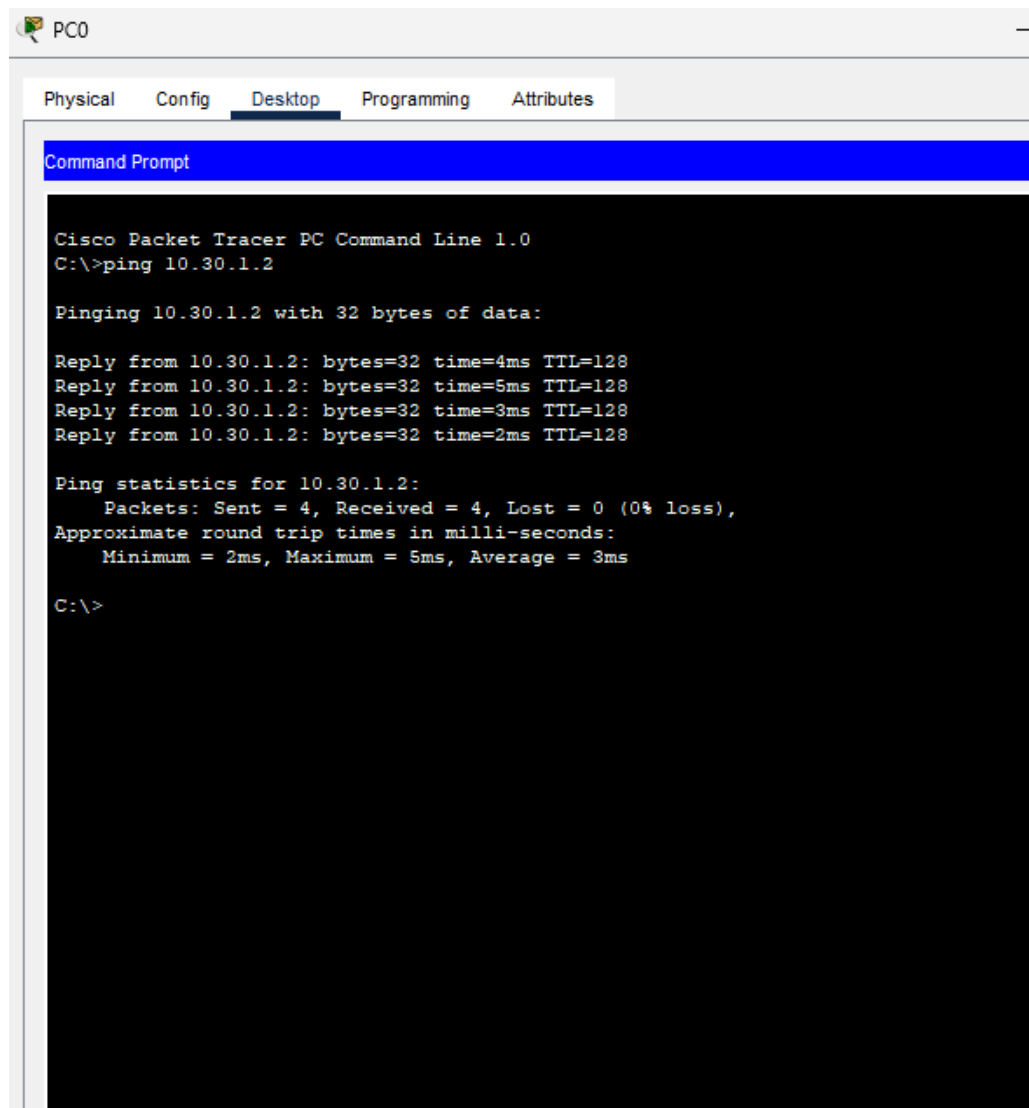 PC0
Physical Config Desktop Programming Attributes
Command Prompt
Cisco Packet Tracer PC Command Line 1.0
C:\>ping 10.30.1.2
Pinging 10.30.1.2 with 32 bytes of data:
Reply from 10.30.1.2: bytes=32 time=4ms TTL=128
Reply from 10.30.1.2: bytes=32 time=5ms TTL=128
Reply from 10.30.1.2: bytes=32 time=3ms TTL=128
Reply from 10.30.1.2: bytes=32 time=2ms TTL=128
Ping statistics for 10.30.1.2:
    Packets: Sent = 4, Received = 4, Lost = 0 (0% loss),
Approximate round trip times in milli-seconds:
    Minimum = 2ms, Maximum = 5ms, Average = 3ms
C:\>